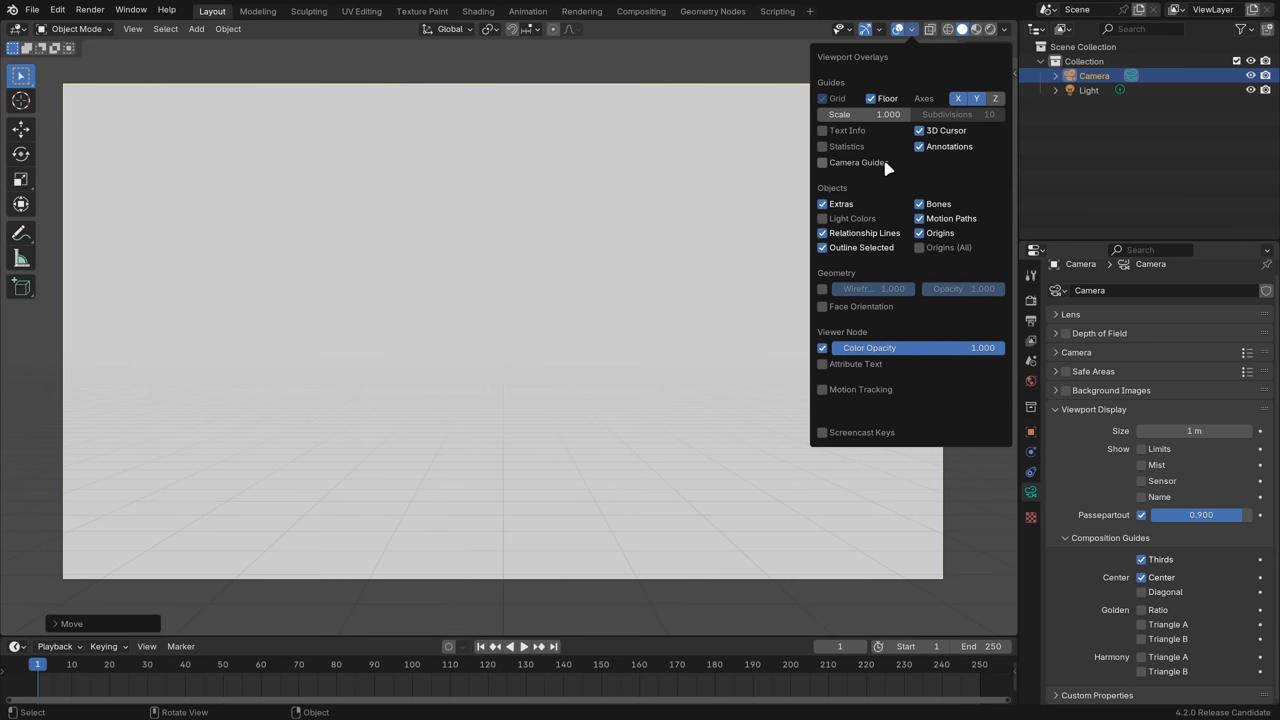 File Edit Render Window Help
Layout Modeling Sculpting UV Editing Texture Paint Shading Animation Rendering Compositing Geometry Nodes Scripting +
Scene ViewLayer
Object Mode View Select Add Object Global
Search
Scene Collection
Collection
Camera
Light
Viewport Overlays
Guides
Grid Floor Axes X Y Z
Scale 1.000 Subdivisions 10
Text Info 3D Cursor
Statistics Annotations
Camera Guides
Objects
Extras Bones
Light Colors Motion Paths
Relationship Lines Origins
Outline Selected Origins (All)
Geometry
Wirefr... 1.000 Opacity 1.000
Face Orientation
Viewer Node
Color Opacity 1.000
Attribute Text
Motion Tracking
Screencast Keys
Search
Camera > Camera
Camera
Lens
Depth of Field
Camera
Safe Areas
Background Images
Viewport Display
Size 1 m
Show Limits
Mist
Sensor
Name
Passepartout 0.900
Composition Guides
Thirds
Center Center
Diagonal
Golden Ratio
Triangle A
Triangle B
Harmony Triangle A
Triangle B
Custom Properties
Move
Playback Keying View Marker 1 Start 1 End 250
1 10 20 30 40 50 60 70 80 90 100 110 120 130 140 150 160 170 180 190 200 210 220 230 240 250
Select Rotate View Object 4.2.0 Release Candidate